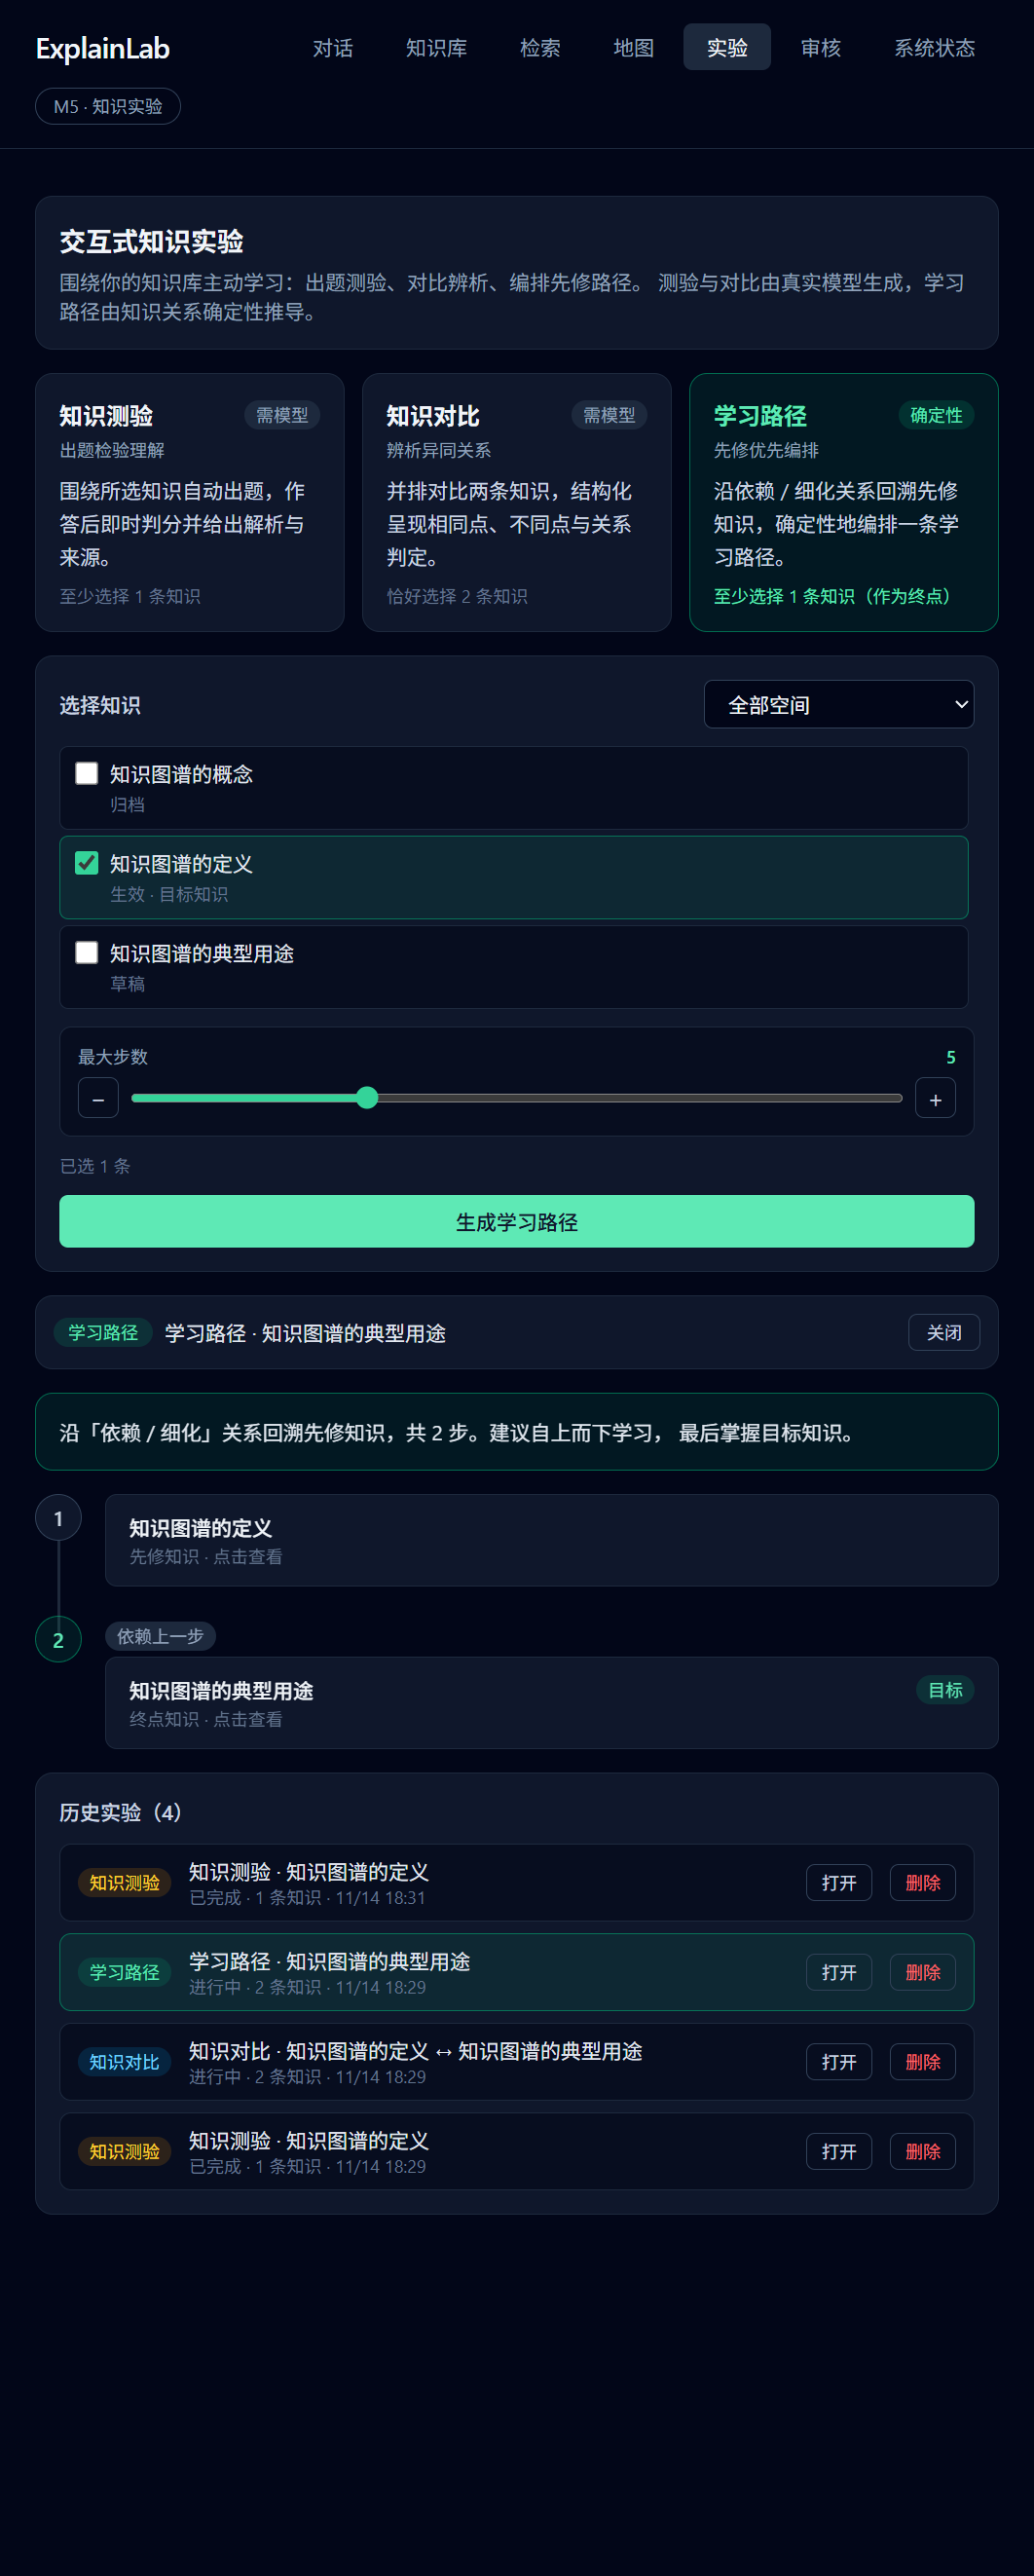 ExplainLab
对话 知识库 检索 地图 实验 审核 系统状态
M5 · 知识实验
交互式知识实验
围绕你的知识库主动学习：出题测验、对比辨析、编排先修路径。 测验与对比由真实模型生成，学习
路径由知识关系确定性推导。
知识测验 需模型
出题检验理解
围绕所选知识自动出题，作
答后即时判分并给出解析与
来源。
至少选择 1 条知识
知识对比 需模型
辨析异同关系
并排对比两条知识，结构化
呈现相同点、不同点与关系
判定。
恰好选择 2 条知识
学习路径 确定性
先修优先编排
沿依赖 / 细化关系回溯先修
知识，确定性地编排一条学
习路径。
至少选择 1 条知识（作为终点）
选择知识 全部空间
知识图谱的概念
归档
知识图谱的定义
生效 · 目标知识
知识图谱的典型用途
草稿
最大步数 5
− +
已选 1 条
生成学习路径
学习路径 学习路径 · 知识图谱的典型用途 关闭
沿「依赖 / 细化」关系回溯先修知识，共 2 步。建议自上而下学习， 最后掌握目标知识。
1
知识图谱的定义
先修知识 · 点击查看
2
依赖上一步
知识图谱的典型用途 目标
终点知识 · 点击查看
历史实验（4）
知识测验 知识测验 · 知识图谱的定义 打开 删除
已完成 · 1 条知识 · 11/14 18:31
学习路径 学习路径 · 知识图谱的典型用途 打开 删除
进行中 · 2 条知识 · 11/14 18:29
知识对比 知识对比 · 知识图谱的定义 ↔ 知识图谱的典型用途 打开 删除
进行中 · 2 条知识 · 11/14 18:29
知识测验 知识测验 · 知识图谱的定义 打开 删除
已完成 · 1 条知识 · 11/14 18:29